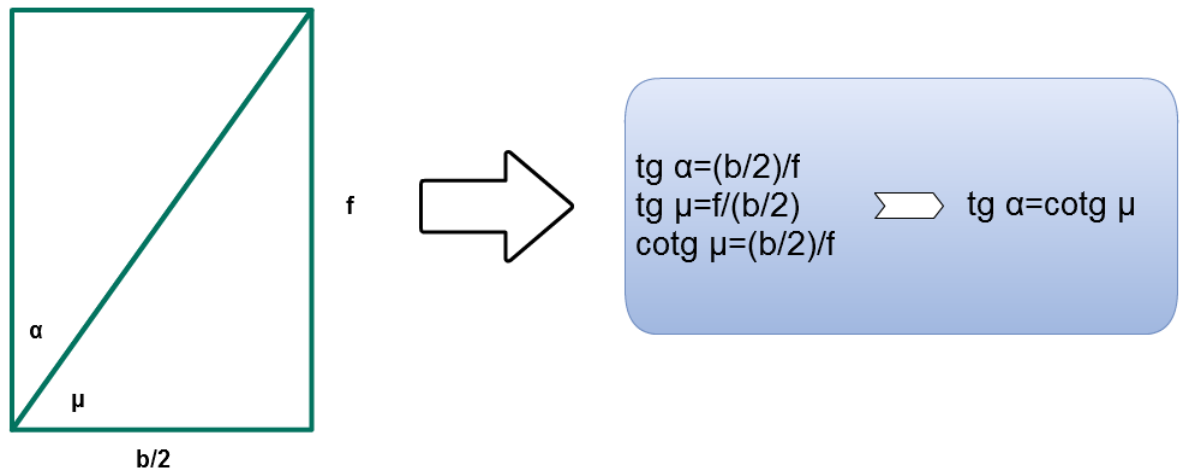 f
α
μ
b/2
tg α=(b/2)/f
tg μ=f/(b/2)
cotg μ=(b/2)/f
tg α=cotg μ